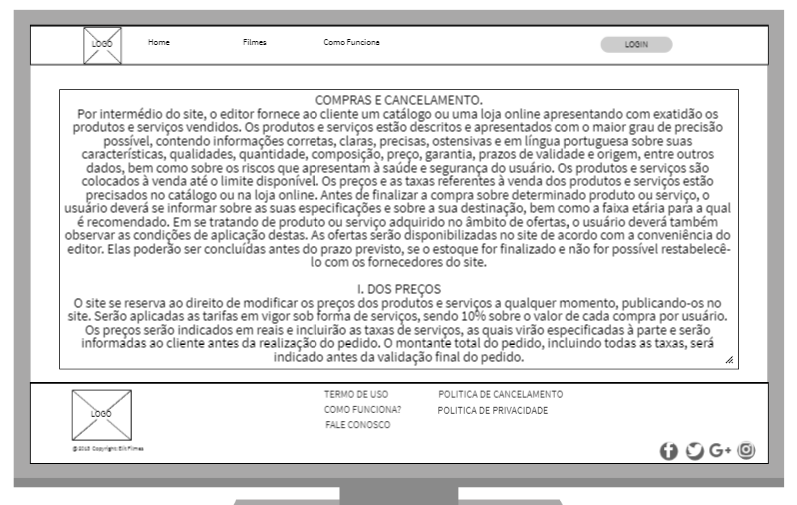 LOGO
Home
Filmes
Como Funciona
LOGIN
COMPRAS E CANCELAMENTO.
Por intermédio do site, o editor fornece ao cliente um catálogo ou uma loja online apresentando com exatidão os
produtos e serviços vendidos. Os produtos e serviços estão descritos e apresentados com o maior grau de precisão
possível, contendo informações corretas, claras, precisas, ostensivas e em língua portuguesa sobre suas
características, qualidades, quantidade, composição, preço, garantia, prazos de validade e origem, entre outros
dados, bem como sobre os riscos que apresentam à saúde e segurança do usuário. Os produtos e serviços são
colocados à venda até o limite disponível. Os preços e as taxas referentes à venda dos produtos e serviços estão
precisados no catálogo ou na loja online. Antes de finalizar a compra sobre determinado produto ou serviço, o
usuário deverá se informar sobre as suas especificações e sobre a sua destinação, bem como a faixa etária para a qual
é recomendado. Em se tratando de produto ou serviço adquirido no âmbito de ofertas, o usuário deverá também
observar as condições de aplicação destas. As ofertas serão disponibilizadas no site de acordo com a conveniência do
editor. Elas poderão ser concluídas antes do prazo previsto, se o estoque for finalizado e não for possível restabelecê-
lo com os fornecedores do site.
I. DOS PREÇOS
O site se reserva ao direito de modificar os preços dos produtos e serviços a qualquer momento, publicando-os no
site. Serão aplicadas as tarifas em vigor sob forma de serviços, sendo 10% sobre o valor de cada compra por usuário.
Os preços serão indicados em reais e incluirão as taxas de serviços, as quais virão especificadas à parte e serão
informadas ao cliente antes da realização do pedido. O montante total do pedido, incluindo todas as taxas, será
indicado antes da validação final do pedido.
LOGO
TERMO DE USO
COMO FUNCIONA?
FALE CONOSCO
POLITICA DE CANCELAMENTO
POLITICA DE PRIVACIDADE
Copyright: Filmes
G+